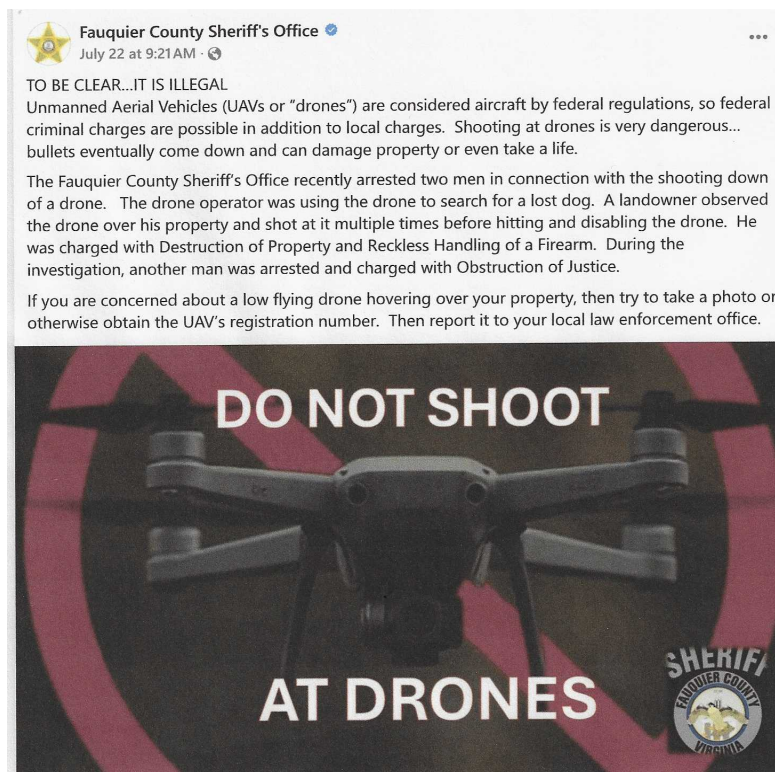 Fauquier County Sheriff's Office
July 22 at 9:21 AM ·
TO BE CLEAR...IT IS ILLEGAL
Unmanned Aerial Vehicles (UAVs or "drones") are considered aircraft by federal regulations, so federal
criminal charges are possible in addition to local charges.  Shooting at drones is very dangerous...
bullets eventually come down and can damage property or even take a life.
The Fauquier County Sheriff's Office recently arrested two men in connection with the shooting down
of a drone.   The drone operator was using the drone to search for a lost dog.  A landowner observed
the drone over his property and shot at it multiple times before hitting and disabling the drone.  He
was charged with Destruction of Property and Reckless Handling of a Firearm.  During the
investigation, another man was arrested and charged with Obstruction of Justice.
If you are concerned about a low flying drone hovering over your property, then try to take a photo or
otherwise obtain the UAV's registration number.  Then report it to your local law enforcement office.
DO NOT SHOOT
AT DRONES
SHERIFF
FAUQUIER COUNTY
VIRGINIA